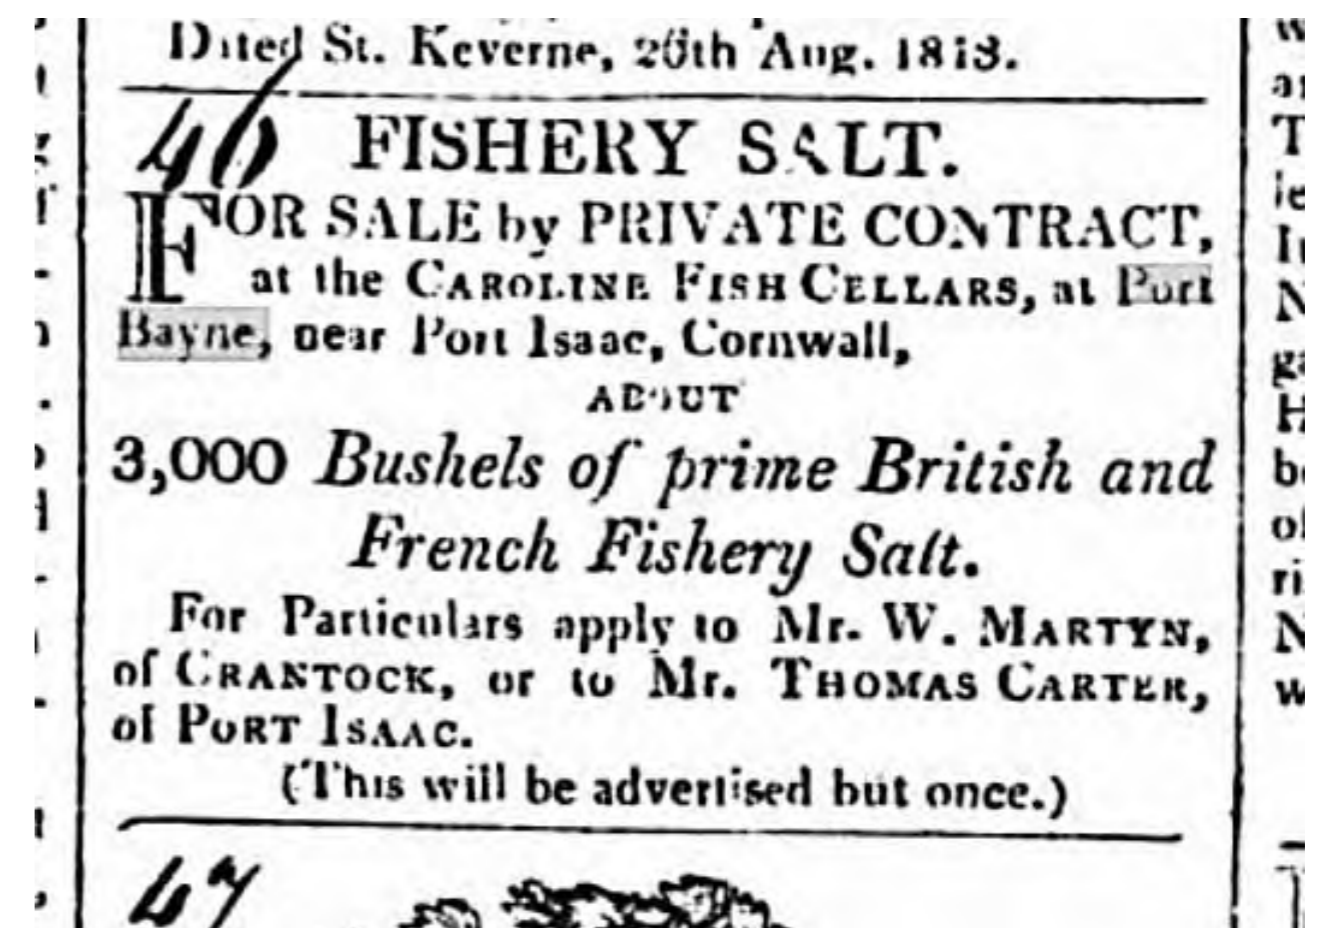 Dated St. Keverne, 26th Aug. 1818.
46
FISHERY SALT.
FOR SALE by PRIVATE CONTRACT,
at the CAROLINE FISH CELLARS, at Port
Bayne, near Port Isaac, Cornwall,
ABOUT
3,000 Bushels of prime British and
French Fishery Salt.
For Particulars apply to Mr. W. MARTYN,
of CRANTOCK, or to Mr. THOMAS CARTER,
of PORT ISAAC.
(This will be advertised but once.)
47